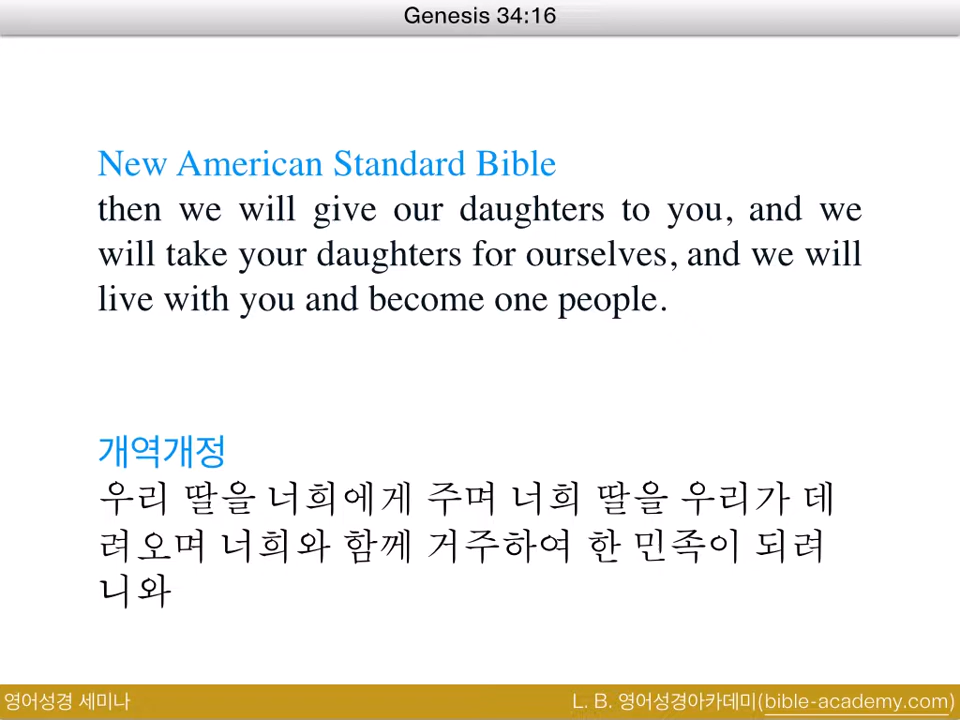 Genesis 34:16
New American Standard Bible
then we will give our daughters to you, and we
will take your daughters for ourselves, and we will
live with you and become one people.
개역개정
우리 딸을 너희에게 주며 너희 딸을 우리가 데
려오며 너희와 함께 거주하여 한 민족이 되려
니와
영어성경 세미나
L. B. 영어성경아카데미(bible-academy.com)